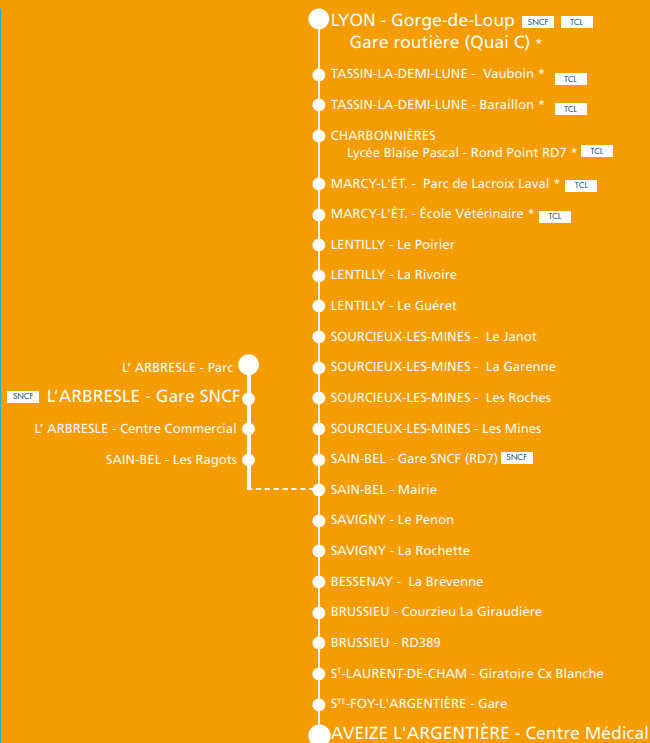 LYON - Gorge-de-Loup SNCF TCL
Gare routière (Quai C) *
TASSIN-LA-DEMI-LUNE - Vauboin * TCL
TASSIN-LA-DEMI-LUNE - Baraillon * TCL
CHARBONNIÈRES
Lycée Blaise Pascal - Rond Point RD7 * TCL
MARCY-L'ÉT. - Parc de Lacroix Laval * TCL
MARCY-L'ÉT. - École Vétérinaire * TCL
LENTILLY - Le Poirier
LENTILLY - La Rivoire
LENTILLY - Le Guéret
SOURCIEUX-LES-MINES - Le Janot
L' ARBRESLE - Parc
SOURCIEUX-LES-MINES - La Garenne
SNCF L'ARBRESLE - Gare SNCF
SOURCIEUX-LES-MINES - Les Roches
L' ARBRESLE - Centre Commercial
SOURCIEUX-LES-MINES - Les Mines
SAIN-BEL - Les Ragots
SAIN-BEL - Gare SNCF (RD7) SNCF
SAIN-BEL - Mairie
SAVIGNY - Le Penon
SAVIGNY - La Rochette
BESSENAY - La Brévenne
BRUSSIEU - Courzieu La Giraudière
BRUSSIEU - RD389
ST-LAURENT-DE-CHAM - Giratoire Cx Blanche
STE-FOY-L'ARGENTIÈRE - Gare
AVEIZE L'ARGENTIÈRE - Centre Médical